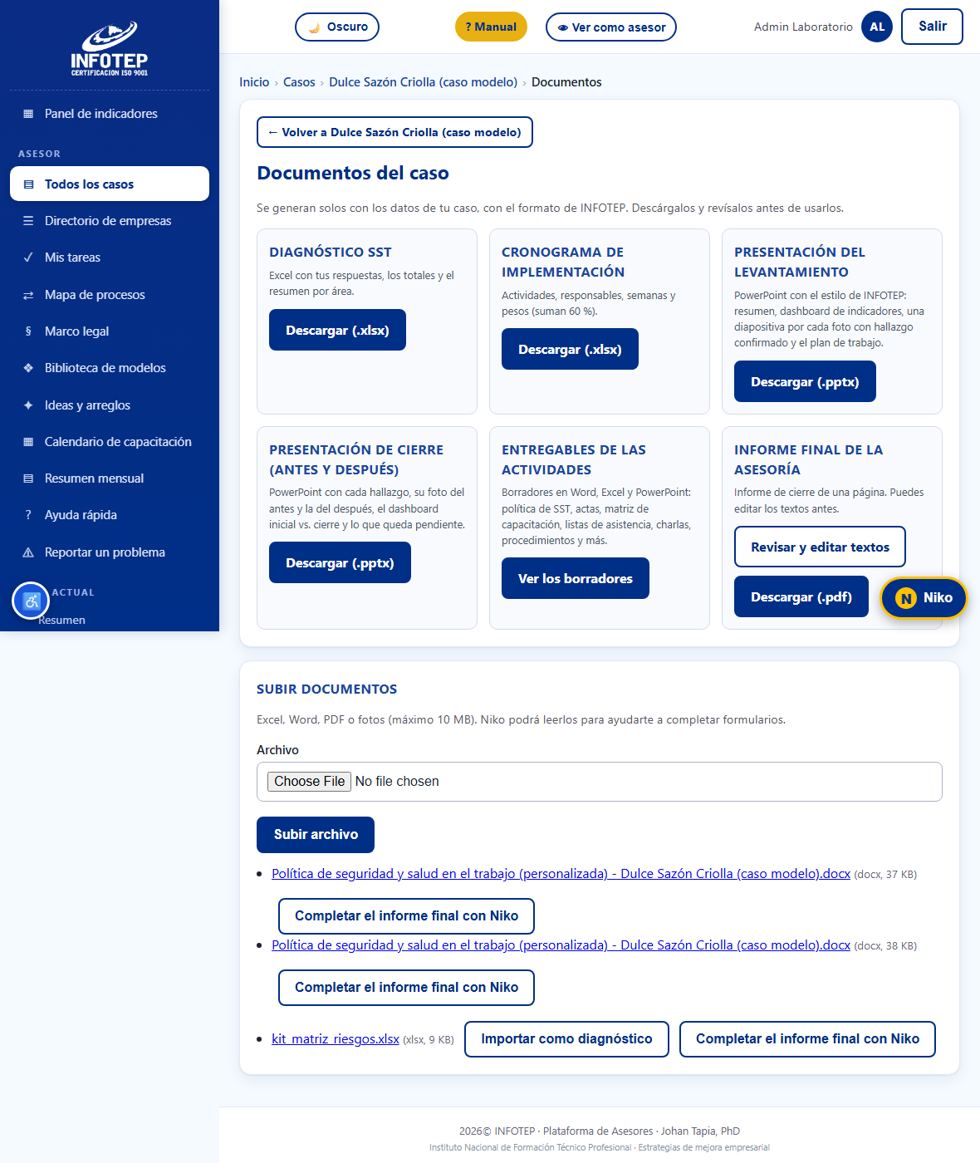 INFOTEP
CERTIFICACION ISO 9001
Panel de indicadores
ASESOR
Todos los casos
Directorio de empresas
Mis tareas
Mapa de procesos
§ Marco legal
Biblioteca de modelos
Ideas y arreglos
Calendario de capacitación
Resumen mensual
? Ayuda rápida
Reportar un problema
ACTUAL
Resumen
Oscuro
? Manual
Ver como asesor
Admin Laboratorio
AL
Salir
Inicio › Casos › Dulce Sazón Criolla (caso modelo) › Documentos
← Volver a Dulce Sazón Criolla (caso modelo)
Documentos del caso
Se generan solos con los datos de tu caso, con el formato de INFOTEP. Descárgalos y revísalos antes de usarlos.
DIAGNÓSTICO SST
Excel con tus respuestas, los totales y el
resumen por área.
Descargar (.xlsx)
CRONOGRAMA DE
IMPLEMENTACIÓN
Actividades, responsables, semanas y
pesos (suman 60 %).
Descargar (.xlsx)
PRESENTACIÓN DEL
LEVANTAMIENTO
PowerPoint con el estilo de INFOTEP:
resumen, dashboard de indicadores, una
diapositiva por cada foto con hallazgo
confirmado y el plan de trabajo.
Descargar (.pptx)
PRESENTACIÓN DE CIERRE
(ANTES Y DESPUÉS)
PowerPoint con cada hallazgo, su foto del
antes y la del después, el dashboard
inicial vs. cierre y lo que queda pendiente.
Descargar (.pptx)
ENTREGABLES DE LAS
ACTIVIDADES
Borradores en Word, Excel y PowerPoint:
política de SST, actas, matriz de
capacitación, listas de asistencia, charlas,
procedimientos y más.
Ver los borradores
INFORME FINAL DE LA
ASESORÍA
Informe de cierre de una página. Puedes
editar los textos antes.
Revisar y editar textos
Descargar (.pdf)
N Niko
SUBIR DOCUMENTOS
Excel, Word, PDF o fotos (máximo 10 MB). Niko podrá leerlos para ayudarte a completar formularios.
Archivo
Choose File No file chosen
Subir archivo
• Política de seguridad y salud en el trabajo (personalizada) - Dulce Sazón Criolla (caso modelo).docx (docx, 37 KB)
Completar el informe final con Niko
• Política de seguridad y salud en el trabajo (personalizada) - Dulce Sazón Criolla (caso modelo).docx (docx, 38 KB)
Completar el informe final con Niko
• kit_matriz_riesgos.xlsx (xlsx, 9 KB) Importar como diagnóstico Completar el informe final con Niko
2026© INFOTEP · Plataforma de Asesores · Johan Tapia, PhD
Instituto Nacional de Formación Técnico Profesional · Estrategias de mejora empresarial